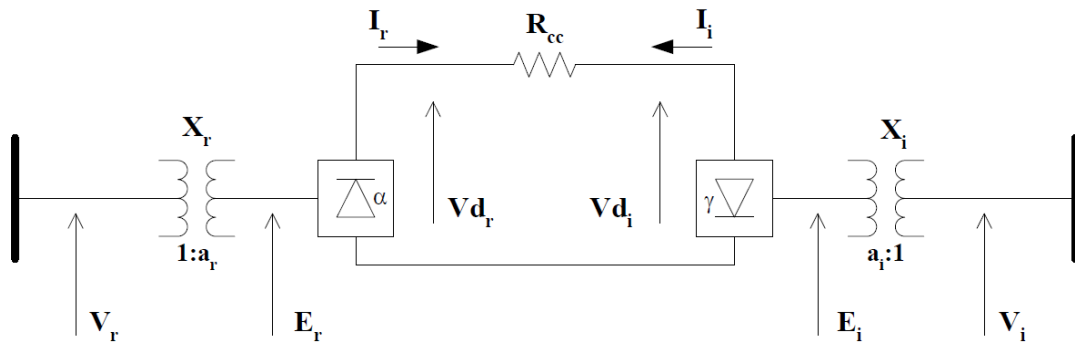 I_r
R_cc
I_i
X_r
X_i
α
γ
Vd_r
Vd_i
1:a_r
a_i:1
V_r
E_r
E_i
V_i